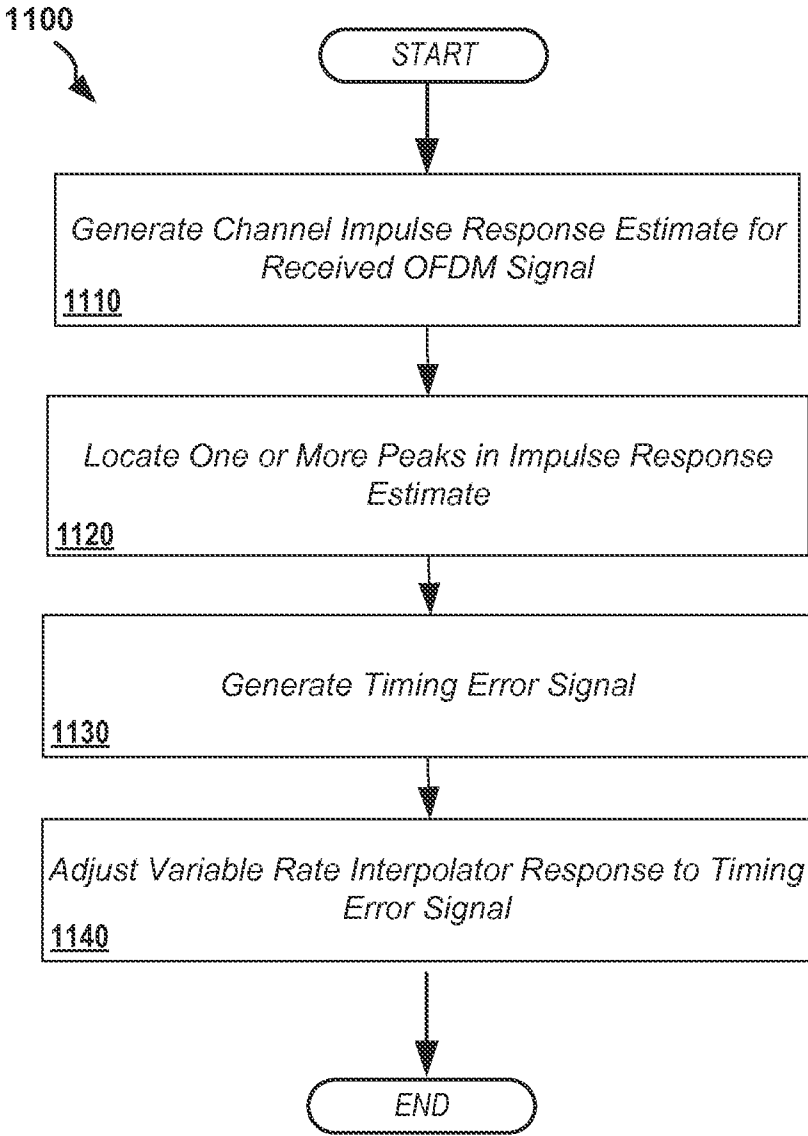 1100
START
Generate Channel Impulse Response Estimate for
Received OFDM Signal
1110
Locate One or More Peaks in Impulse Response
Estimate
1120
Generate Timing Error Signal
1130
Adjust Variable Rate Interpolator Response to Timing
Error Signal
1140
END